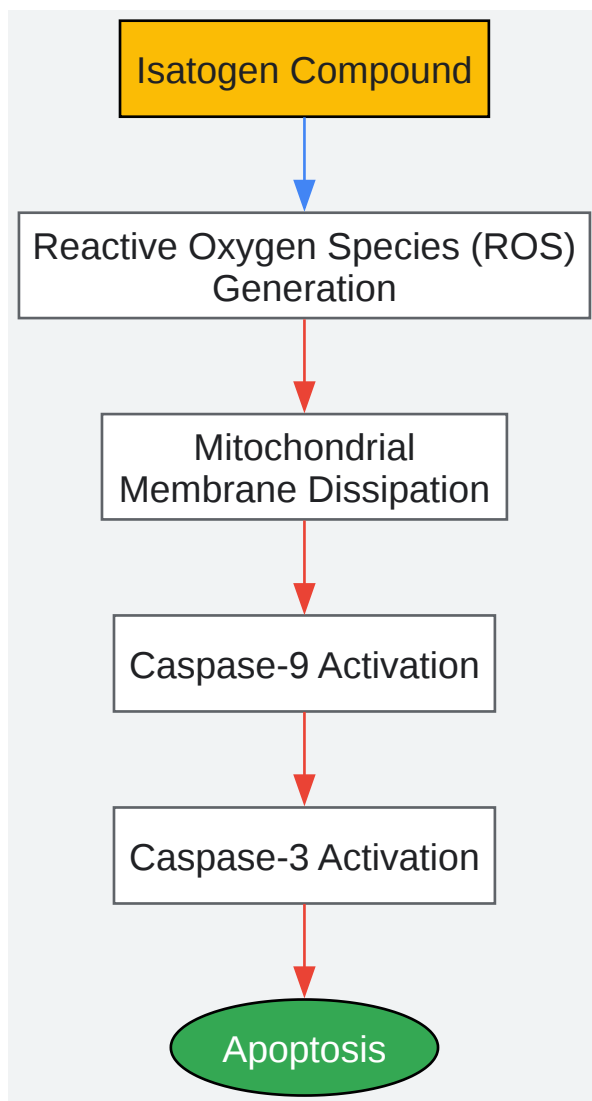 Isatogen Compound
Reactive Oxygen Species (ROS)
Generation
Mitochondrial
Membrane Dissipation
Caspase-9 Activation
Caspase-3 Activation
Apoptosis